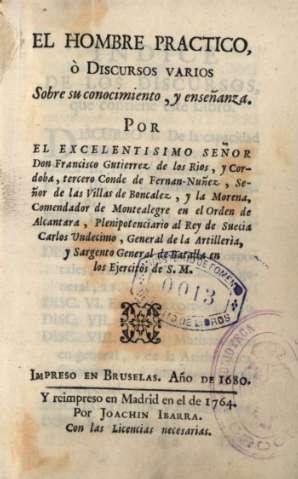 EL HOMBRE PRACTICO,
ò DISCURSOS VARIOS
Sobre su conocimiento, y enseñanza.
POR
EL EXCELENTISIMO SEÑOR
Don Francisco Gutierrez de los Rios, y Cor-
doba, tercero Conde de Fernan-Nuñez, Se-
ñor de las Villas de Boncalez, y la Morena,
Comendador de Montealegre en el Orden de
Alcantara, Plenipotenciario al Rey de Suecia
Carlos Undecimo, General de la Artilleria,
y Sargento General de Batalla en
los Exercitos de S. M.
0013
DE LIBROS
IMPRESO EN BRUSELAS. AÑO DE 1680.
Y reimpreso en Madrid en el de 1764.
Por JOACHIN IBARRA.
Con las Licencias necesarias.